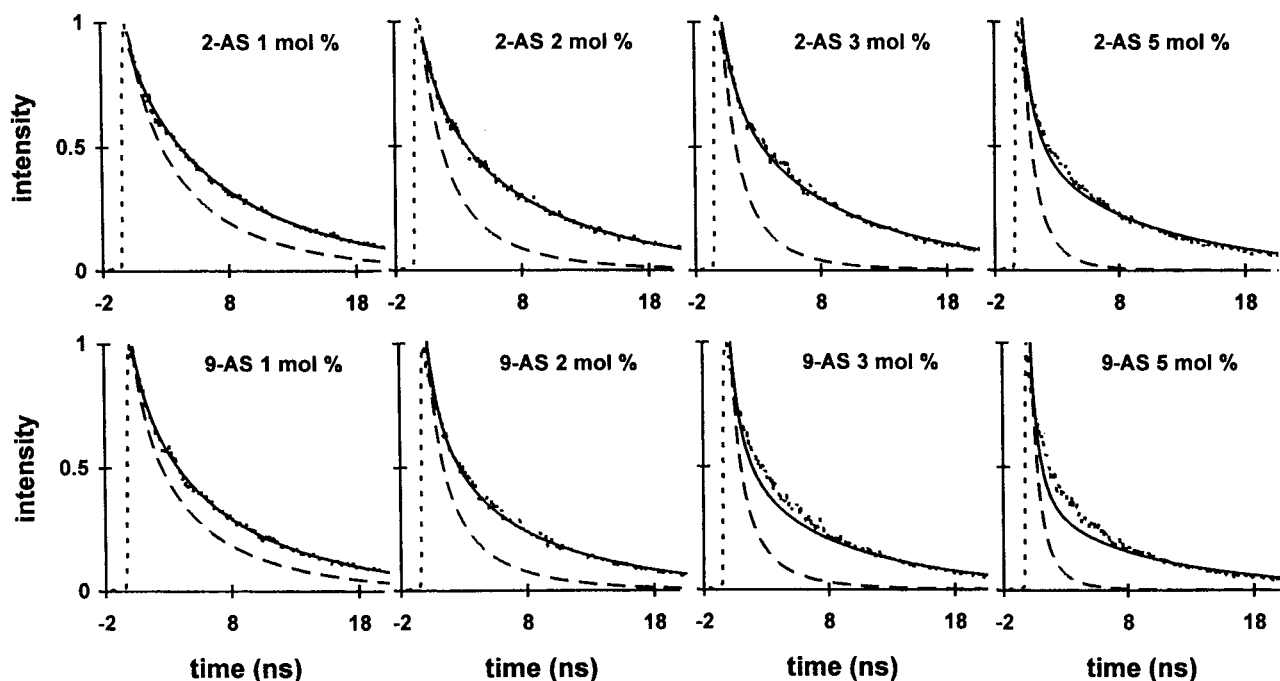 1 2-AS 1 mol % 2-AS 2 mol % 2-AS 3 mol % 2-AS 5 mol %
intensity
0.5
0
-2 8 18 -2 8 18 -2 8 18 -2 8 18
1 9-AS 1 mol % 9-AS 2 mol % 9-AS 3 mol % 9-AS 5 mol %
intensity
0.5
0
-2 8 18 -2 8 18 -2 8 18 -2 8 18
time (ns) time (ns) time (ns) time (ns)